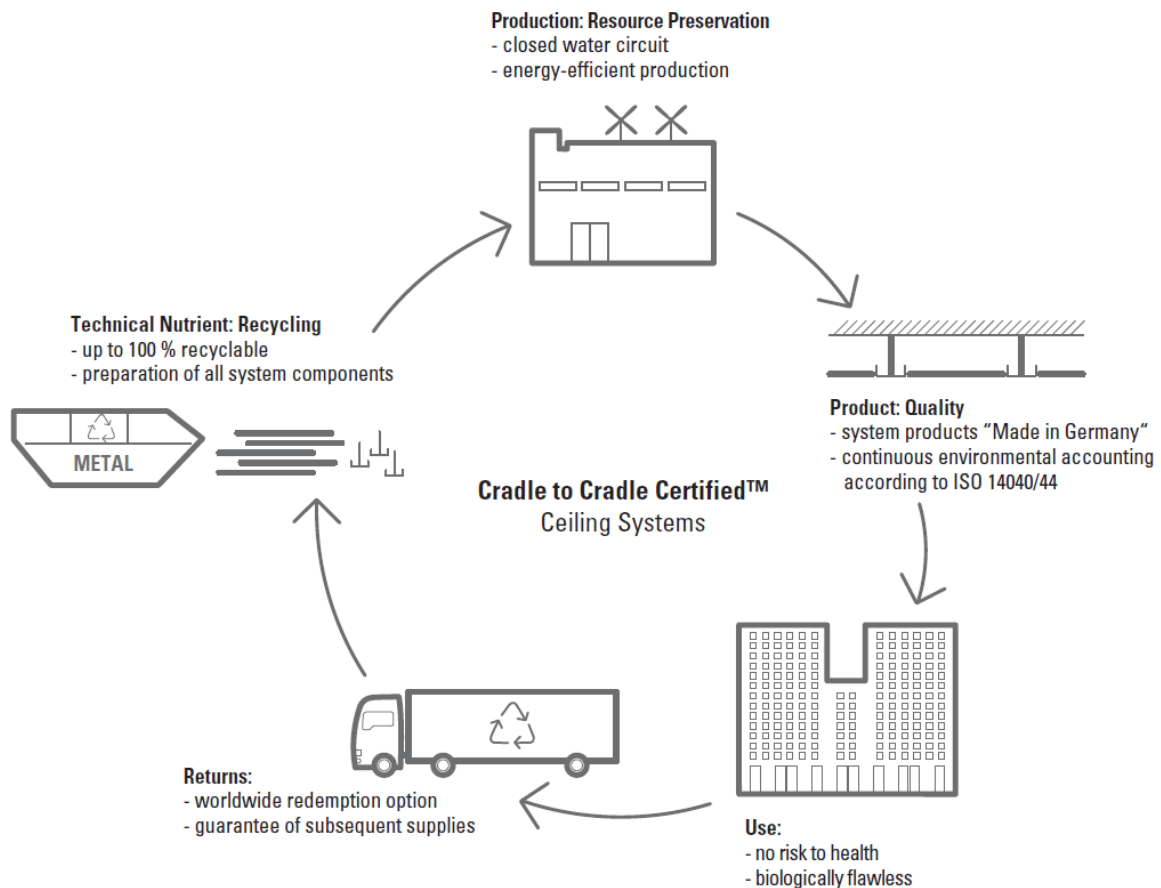 Production: Resource Preservation
- closed water circuit
- energy-efficient production
Technical Nutrient: Recycling
- up to 100 % recyclable
- preparation of all system components
METAL
Product: Quality
- system products “Made in Germany“
- continuous environmental accounting
according to ISO 14040/44
Cradle to Cradle Certified™
Ceiling Systems
Returns:
- worldwide redemption option
- guarantee of subsequent supplies
Use:
- no risk to health
- biologically flawless